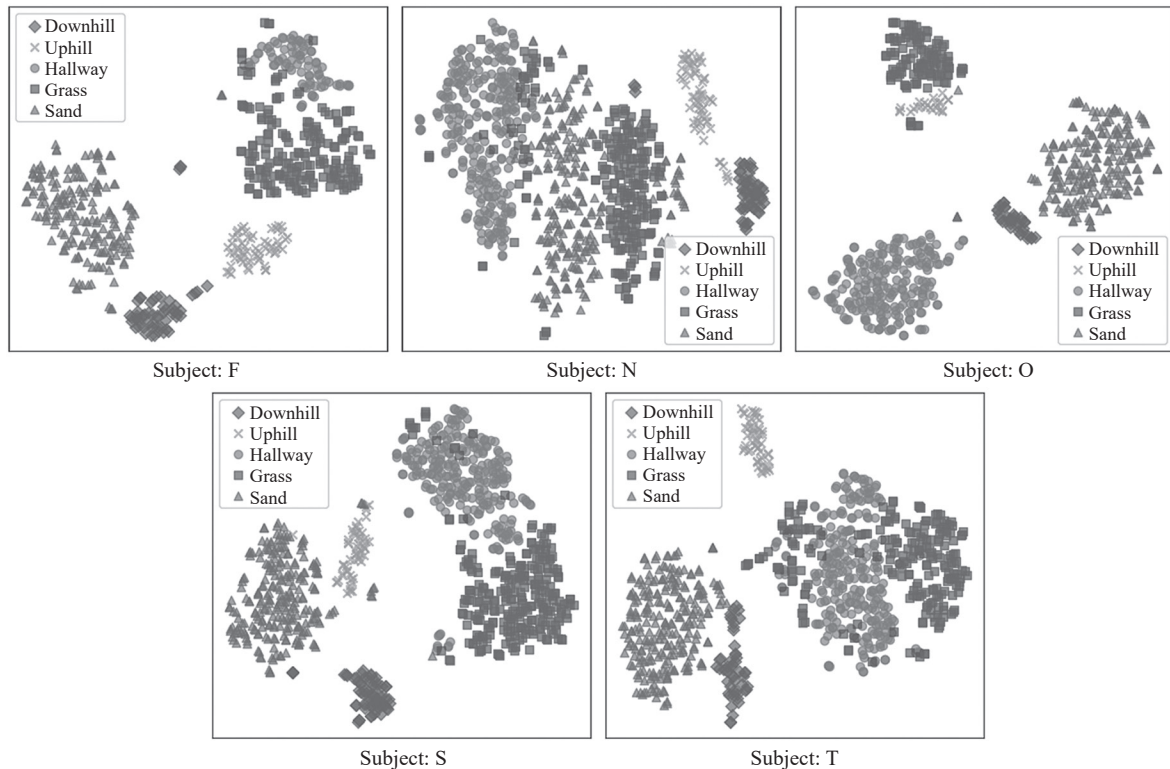 Downhill
Uphill
Hallway
Grass
Sand
Subject: F
Downhill
Uphill
Hallway
Grass
Sand
Subject: N
Downhill
Uphill
Hallway
Grass
Sand
Subject: O
Downhill
Uphill
Hallway
Grass
Sand
Subject: S
Downhill
Uphill
Hallway
Grass
Sand
Subject: T